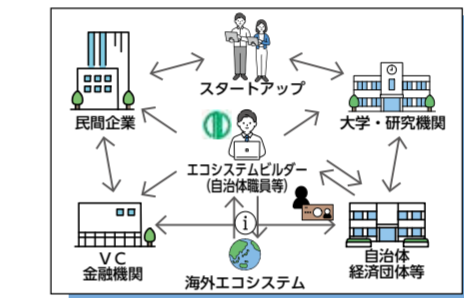 スタートアップ
民間企業
大学・研究機関
エコシステムビルダー
(自治体職員等)
i
VC
金融機関
自治体
経済団体等
海外エコシステム